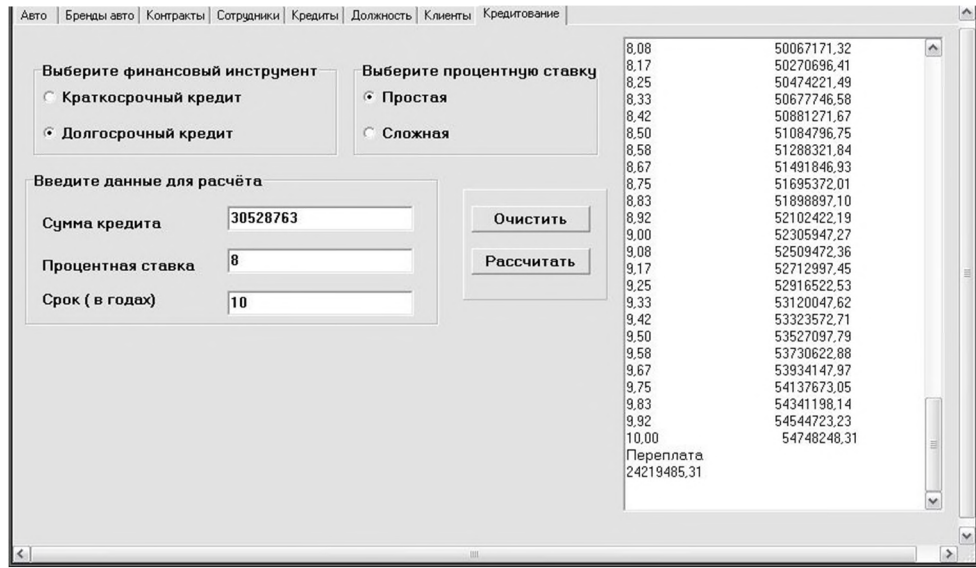 Авто Бренды авто Контракты Сотрудники Кредиты Должность Клиенты Кредитование
Выберите финансовый инструмент
Краткосрочный кредит
Долгосрочный кредит
Выберите процентную ставку
Простая
Сложная
Введите данные для расчёта
Сумма кредита 30528763
Процентная ставка 8
Срок ( в годах) 10
Очистить
Рассчитать
8,08 50067171,32
8,17 50270696,41
8,25 50474221,49
8,33 50677746,58
8,42 50881271,67
8,50 51084796,75
8,58 51288321,84
8,67 51491846,93
8,75 51695372,01
8,83 51898897,10
8,92 52102422,19
9,00 52305947,27
9,08 52509472,36
9,17 52712997,45
9,25 52916522,53
9,33 53120047,62
9,42 53323572,71
9,50 53527097,79
9,58 53730622,88
9,67 53934147,97
9,75 54137673,05
9,83 54341198,14
9,92 54544723,23
10,00 54748248,31
Переплата
24219485,31